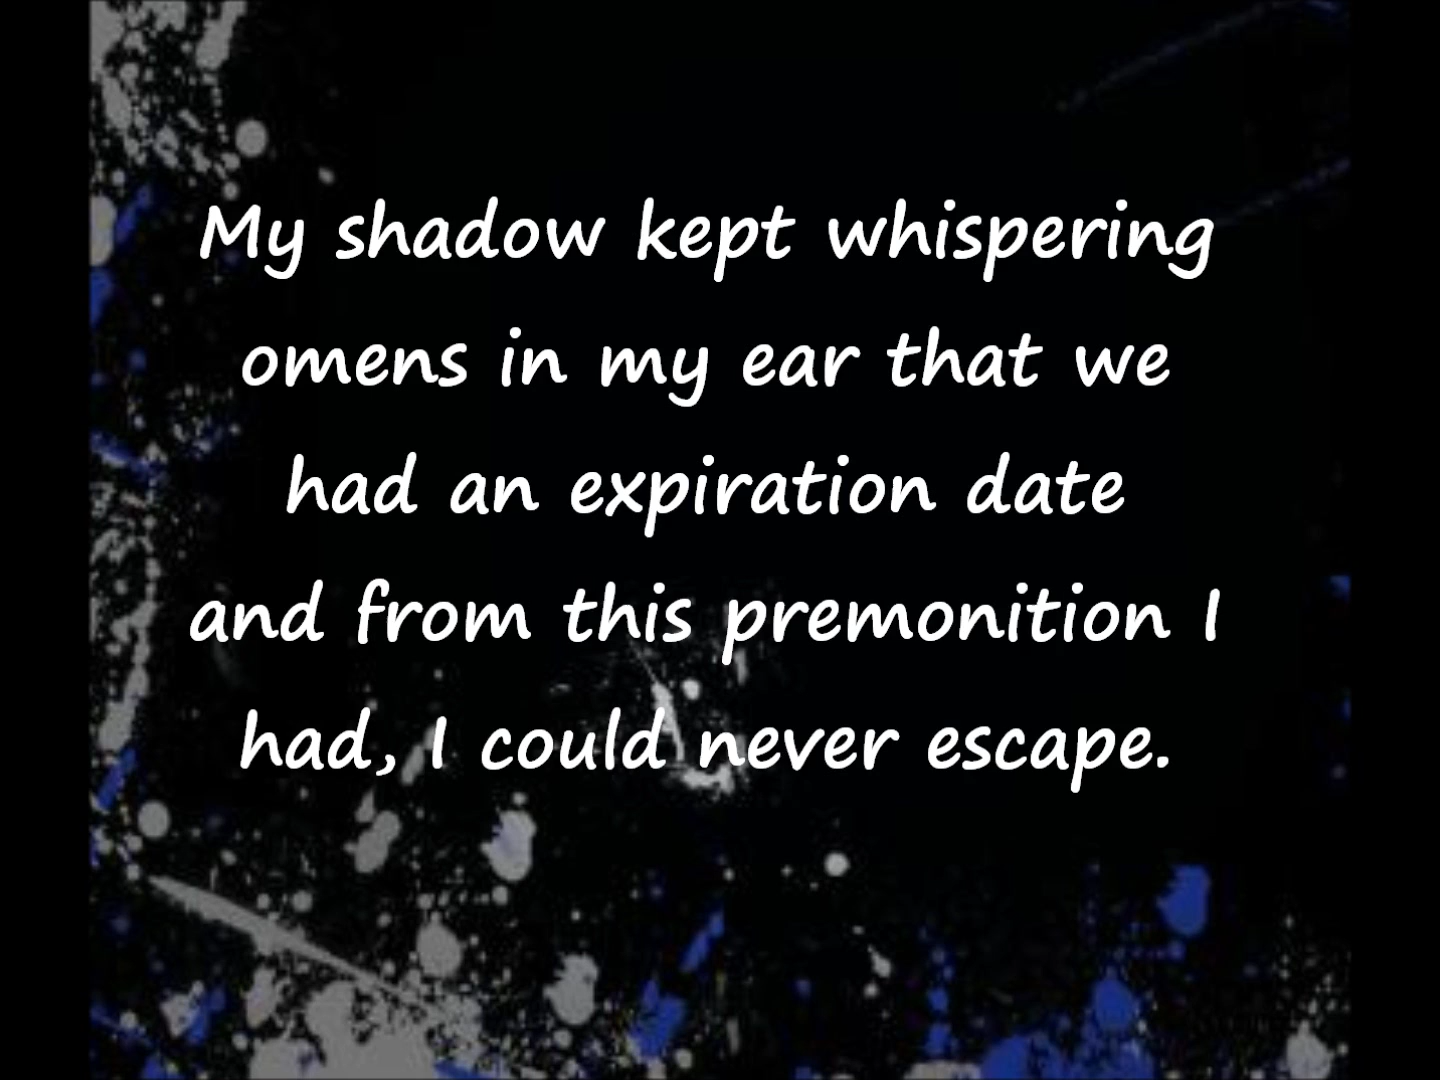 My shadow kept whispering
omens in my ear that we
had an expiration date
and from this premonition I
had, I could never escape.